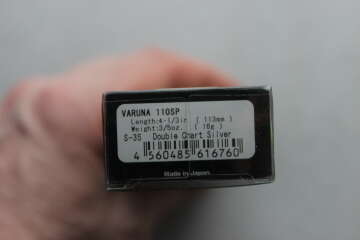 VARUNA 110SP
Length:4-1/3in. (113mm)
Weight:3/5oz. (16g)
S-35 Double Chart Silver
4 560485 616760
Made in Japan